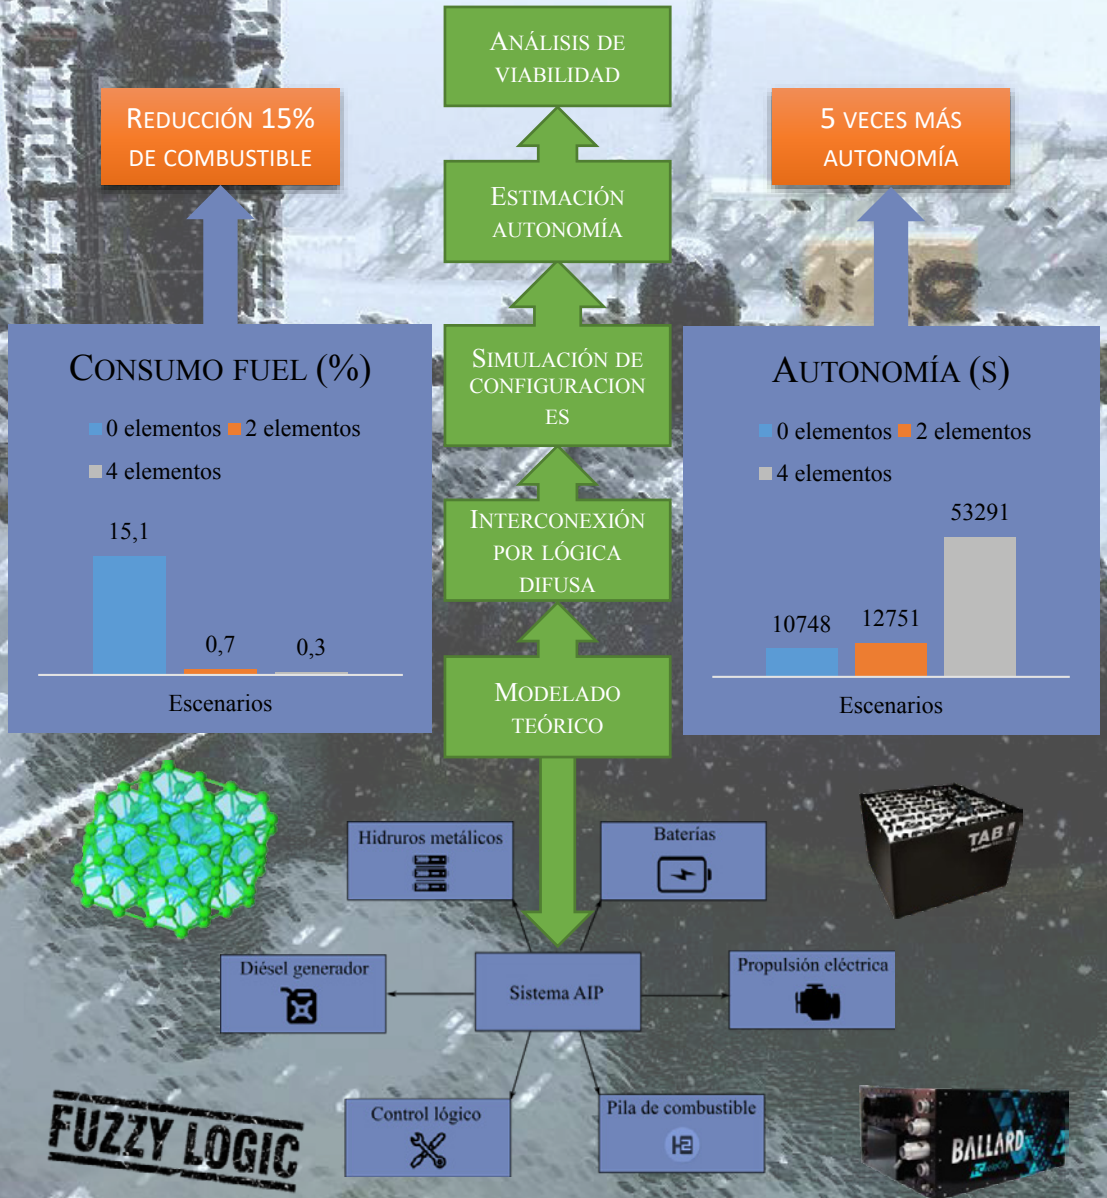 ANÁLISIS DE
VIABILIDAD
REDUCCIÓN 15%
DE COMBUSTIBLE
5 VECES MÁS
AUTONOMÍA
ESTIMACIÓN
AUTONOMÍA
CONSUMO FUEL (%)
0 elementos
2 elementos
4 elementos
15,1
0,7
0,3
Escenarios
SIMULACIÓN DE
CONFIGURACION
ES
AUTONOMÍA (S)
0 elementos
2 elementos
4 elementos
10748
12751
53291
Escenarios
INTERCONEXIÓN
POR LÓGICA
DIFUSA
MODELADO
TEÓRICO
Hidruros metálicos
Baterías
TAB
Diésel generador
Sistema AIP
Propulsión eléctrica
FUZZY LOGIC
Control lógico
Pila de combustible
H2
BALLARD